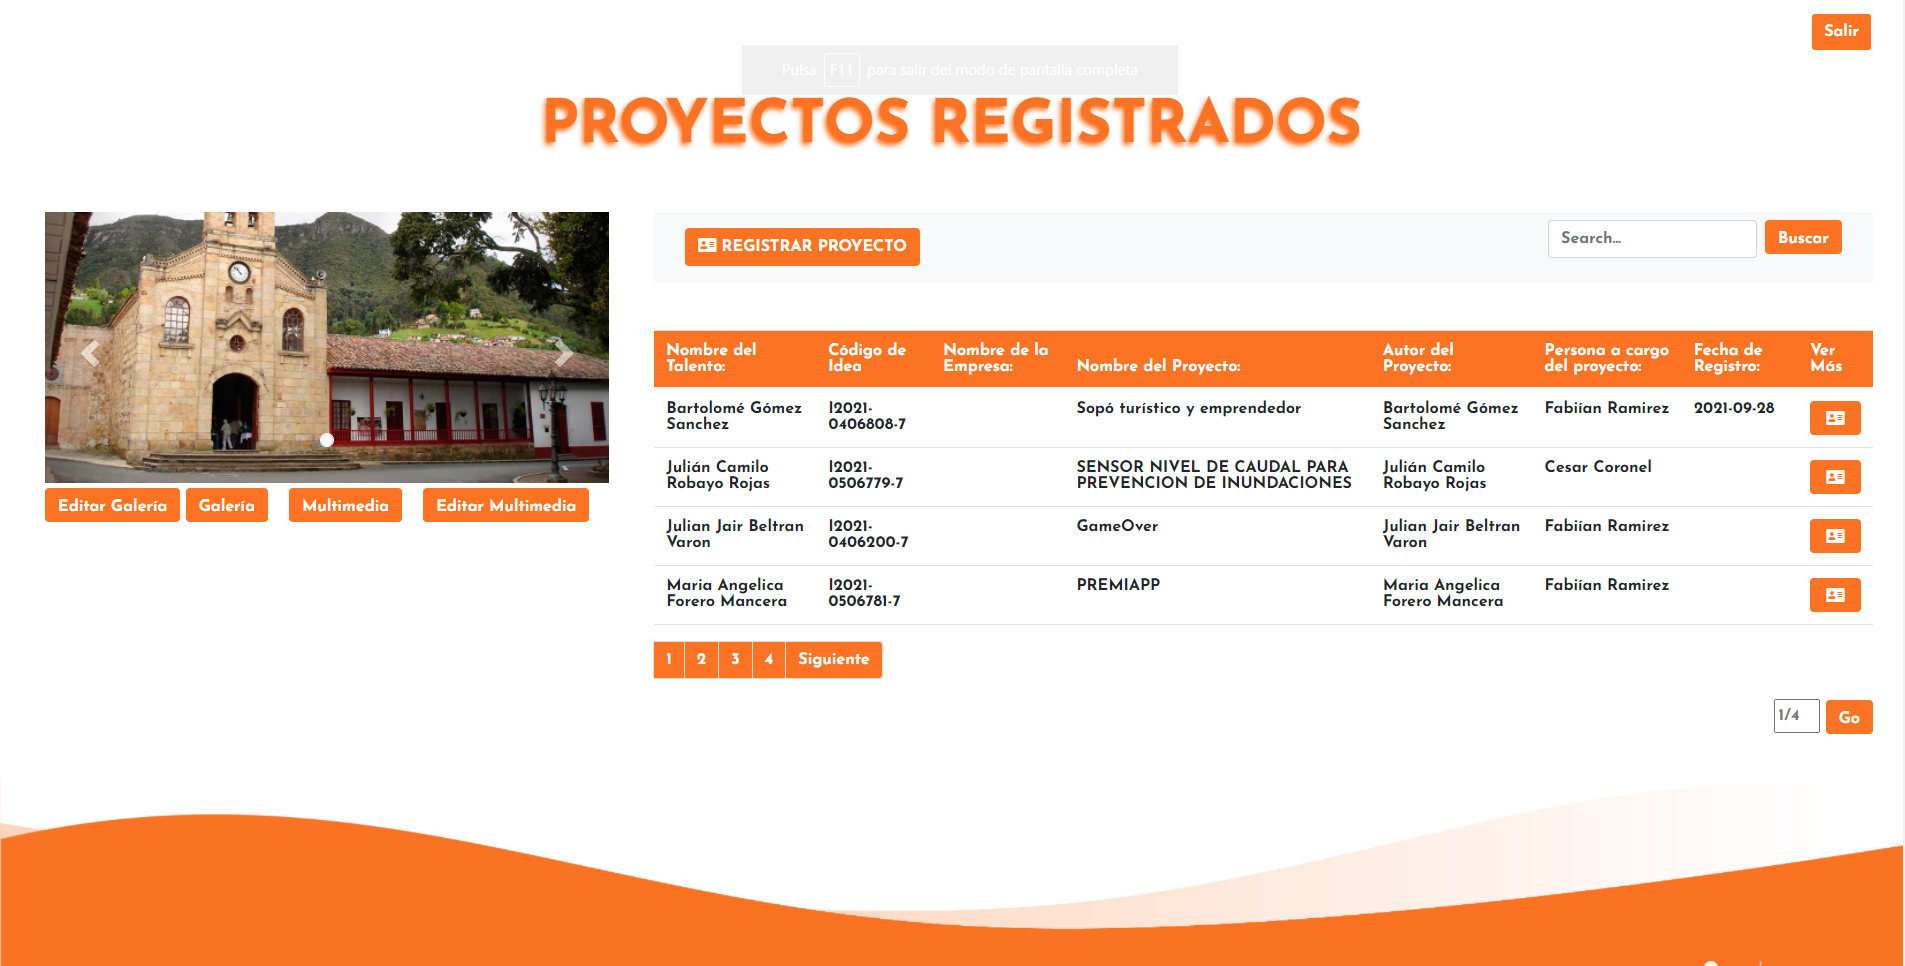 Salir
Pulsa F11 para salir del modo de pantalla completa
PROYECTOS REGISTRADOS
REGISTRAR PROYECTO
Search...
Buscar
Editar Galería
Galería
Multimedia
Editar Multimedia
Nombre del Talento:
Código de Idea
Nombre de la Empresa:
Nombre del Proyecto:
Autor del Proyecto:
Persona a cargo del proyecto:
Fecha de Registro:
Ver Más
Bartolomé Gómez Sanchez
I2021-0406808-7
Sopó turístico y emprendedor
Bartolomé Gómez Sanchez
Fabiían Ramirez
2021-09-28
Julián Camilo Robayo Rojas
I2021-0506779-7
SENSOR NIVEL DE CAUDAL PARA PREVENCION DE INUNDACIONES
Julián Camilo Robayo Rojas
Cesar Coronel
Julian Jair Beltran Varon
I2021-0406200-7
GameOver
Julian Jair Beltran Varon
Fabiían Ramirez
Maria Angelica Forero Mancera
I2021-0506781-7
PREMIAPP
Maria Angelica Forero Mancera
Fabiían Ramirez
1 2 3 4 Siguiente
1/4
Go